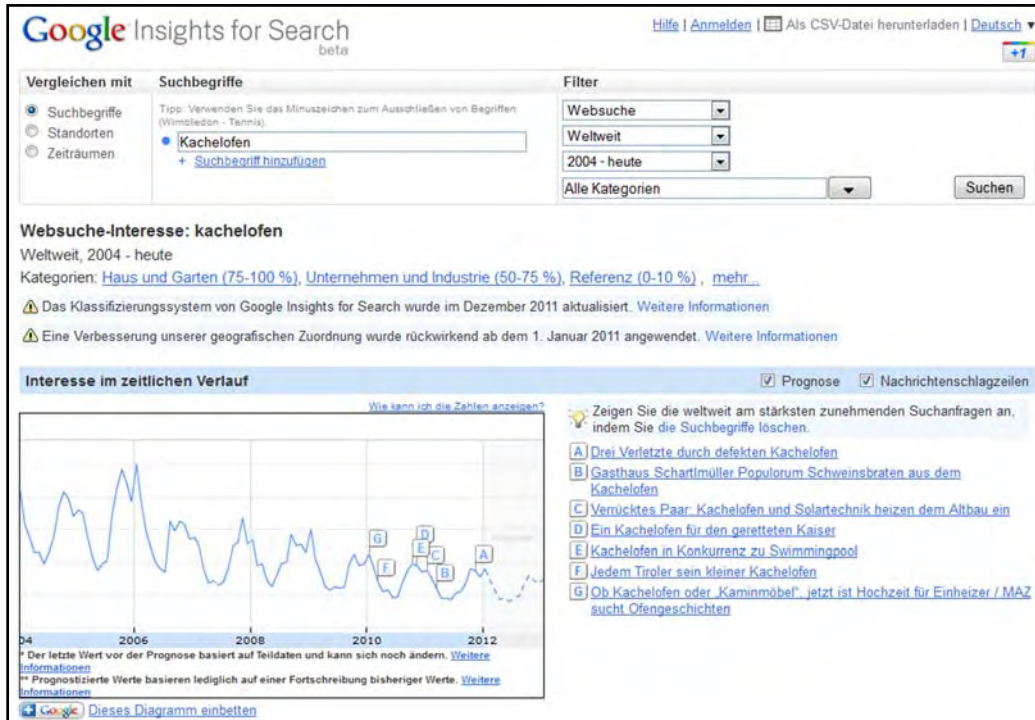 Google Insights for Search
beta
Hilfe | Anmelden | Als CSV-Datei herunterladen | Deutsch ▼
+1
Vergleichen mit
Suchbegriffe
Filter
Suchbegriffe
Standorten
Zeiträumen
Tipp: Verwenden Sie das Minuszeichen zum Ausschließen von Begriffen
(Wimbledon - Tennis).
Kachelofen
+ Suchbegriff hinzufügen
Websuche
Weltweit
2004 - heute
Alle Kategorien
Suchen
Websuche-Interesse: kachelofen
Weltweit, 2004 - heute
Kategorien: Haus und Garten (75-100 %), Unternehmen und Industrie (50-75 %), Referenz (0-10 %) , mehr...
Das Klassifizierungssystem von Google Insights for Search wurde im Dezember 2011 aktualisiert. Weitere Informationen
Eine Verbesserung unserer geografischen Zuordnung wurde rückwirkend ab dem 1. Januar 2011 angewendet. Weitere Informationen
Interesse im zeitlichen Verlauf
Prognose
Nachrichtenschlagzeilen
Wie kann ich die Zahlen anzeigen?
G
F
D
E
C
B
A
04 2006 2008 2010 2012
* Der letzte Wert vor der Prognose basiert auf Teildaten und kann sich noch ändern. Weitere
Informationen
** Prognostizierte Werte basieren lediglich auf einer Fortschreibung bisheriger Werte. Weitere
Informationen
Zeigen Sie die weltweit am stärksten zunehmenden Suchanfragen an,
indem Sie die Suchbegriffe löschen.
A Drei Verletzte durch defekten Kachelofen
B Gasthaus Schartlmüller Populorum Schweinsbraten aus dem
Kachelofen
C Verrücktes Paar: Kachelofen und Solartechnik heizen dem Altbau ein
D Ein Kachelofen für den geretteten Kaiser
E Kachelofen in Konkurrenz zu Swimmingpool
F Jedem Tiroler sein kleiner Kachelofen
G Ob Kachelofen oder „Kaminmöbel“, jetzt ist Hochzeit für Einheizer / MAZ
sucht Ofengeschichten
Google Dieses Diagramm einbetten